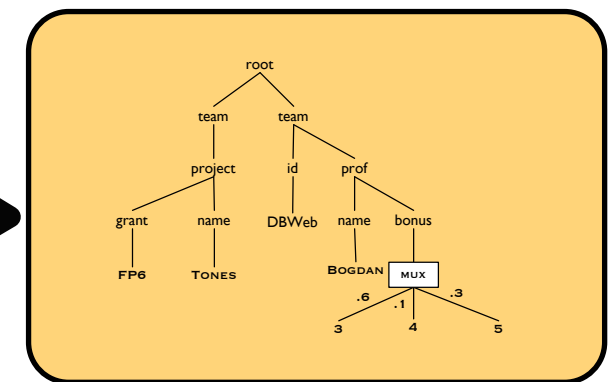 root
team team
project id prof
grant name DBWeb name bonus
FP6 TONES BOGDAN MUX
.6 .1 .3
3 4 5